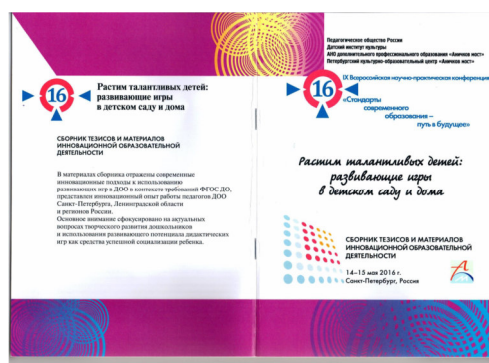 16
Растим талантливых детей:
развивающие игры
в детском саду и дома
СБОРНИК ТЕЗИСОВ И МАТЕРИАЛОВ
ИННОВАЦИОННОЙ ОБРАЗОВАТЕЛЬНОЙ
ДЕЯТЕЛЬНОСТИ
В материалах сборника отражены современные
инновационные подходы к использованию
развивающих игр в ДОО в контексте требований ФГОС ДО,
представлен инновационный опыт работы педагогов ДОО
Санкт-Петербурга, Ленинградской области
и регионов России.
Основное внимание сфокусировано на актуальных
вопросах творческого развития дошкольников
и использования развивающего потенциала дидактических
игр как средства успешной социализации ребенка.
Педагогическое общество России
Датский институт культуры
АНО дополнительного профессионального образования «Аничков мост»
Петербургский культурно-образовательный центр «Аничков мост»
16
IX Всероссийская научно-практическая конференция
«Стандарты
современного
образования –
путь в будущее»
Растим талантливых детей:
развивающие игры
в детском саду и дома
СБОРНИК ТЕЗИСОВ И МАТЕРИАЛОВ
ИННОВАЦИОННОЙ ОБРАЗОВАТЕЛЬНОЙ
ДЕЯТЕЛЬНОСТИ
14–15 мая 2016 г.
Санкт-Петербург, Россия